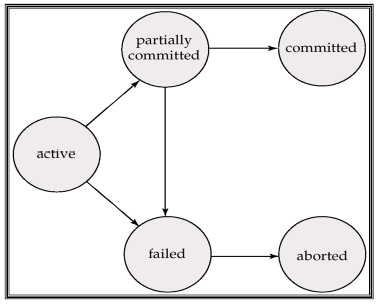 partially
committed
committed
active
failed
aborted